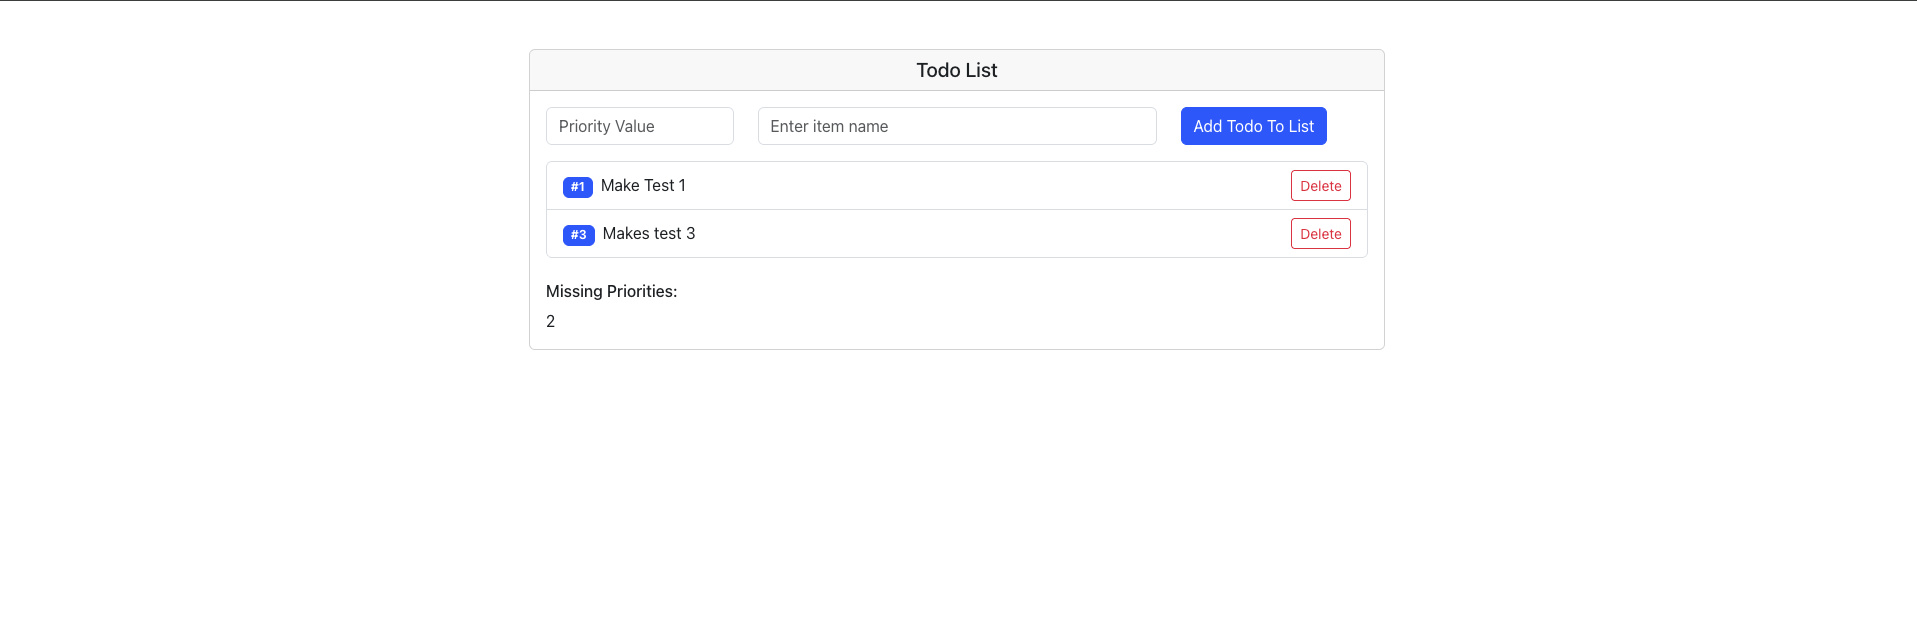 Todo List
Priority Value Enter item name Add Todo To List
#1 Make Test 1 Delete
#3 Makes test 3 Delete
Missing Priorities:
2